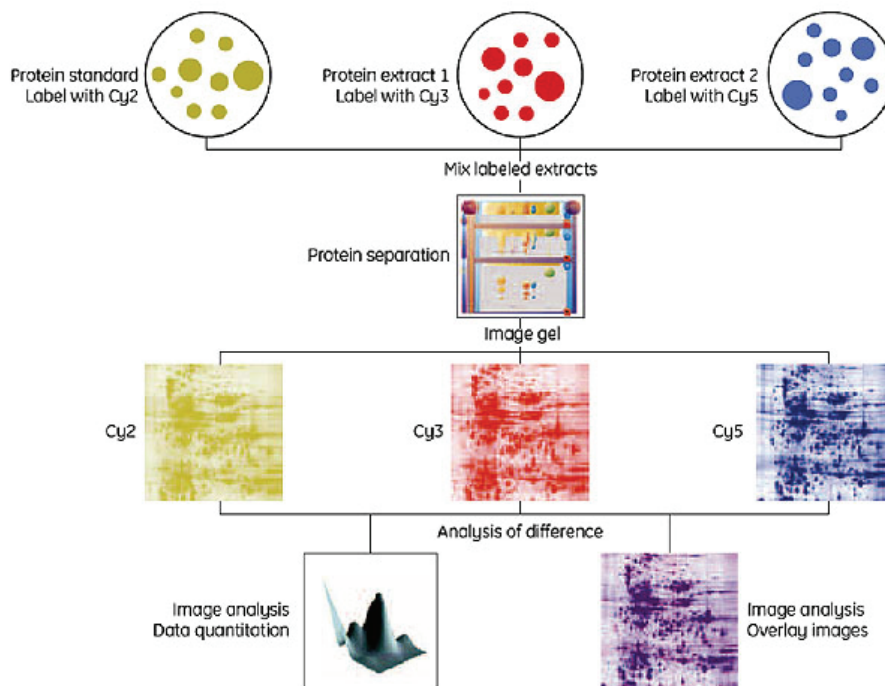 Protein standard
Label with Cy2
Protein extract 1
Label with Cy3
Protein extract 2
Label with Cy5
Mix labeled extracts
Protein separation
Image gel
Cy2
Cy3
Cy5
Analysis of difference
Image analysis
Data quantitation
Image analysis
Overlay images